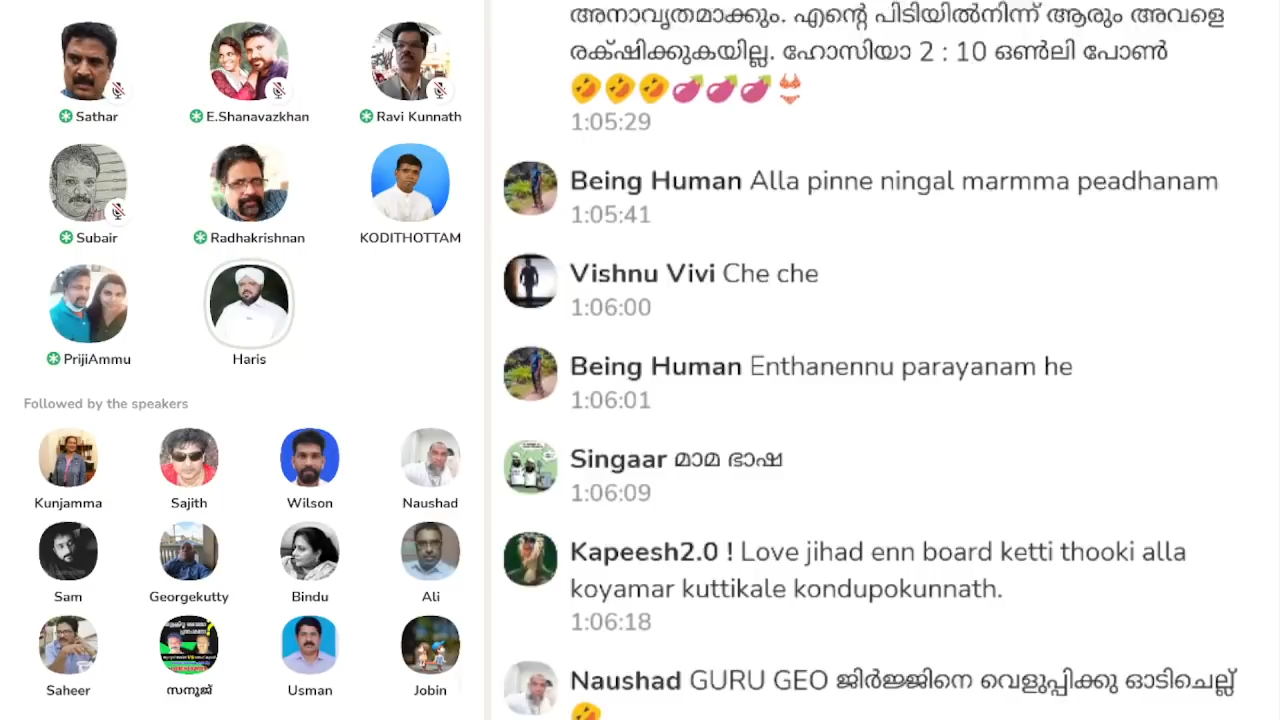 Sathar
E.Shanavazkhan
Ravi Kunnath
Subair
Radhakrishnan
KODITHOTTAM
PrijiAmmu
Haris
Followed by the speakers
Kunjamma
Sajith
Wilson
Naushad
Sam
Georgekutty
Bindu
Ali
Saheer
സനൂജ്
Usman
Jobin
അനാവൃതമാക്കും. എന്റെ പിടിയിൽനിന്ന് ആരും അവളെ
രക്‌ഷിക്കുകയില്ല. ഹോസിയാ 2 : 10 ഒൺലി പോൺ
🤣🤣🤣🍆🍆🍆👙
1:05:29
Being Human Alla pinne ningal marmma peadhanam
1:05:41
Vishnu Vivi Che che
1:06:00
Being Human Enthanennu parayanam he
1:06:01
Singaar മാമ ഭാഷ
1:06:09
Kapeesh2.0 ! Love jihad enn board ketti thooki alla
koyamar kuttikale kondupokunnath.
1:06:18
Naushad GURU GEO ജിർജ്ജിനെ വെളുപ്പിക്കു ഓടിചെല്ല്
🤣